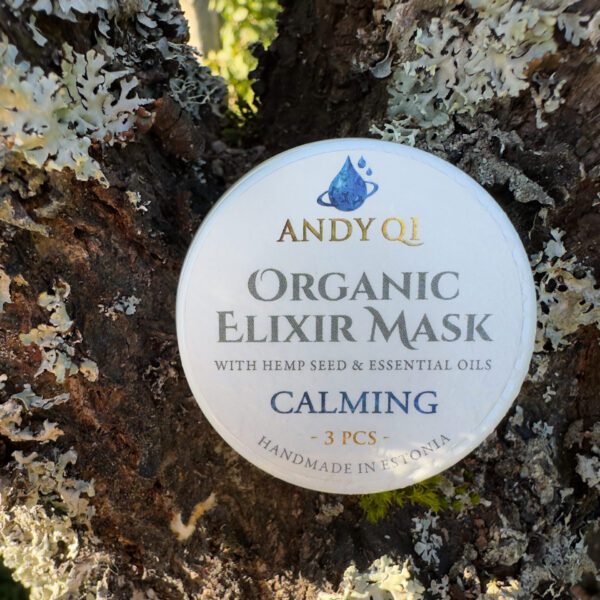 ANDY QI
ORGANIC
ELIXIR MASK
WITH HEMP SEED & ESSENTIAL OILS
CALMING
- 3 PCS -
HANDMADE IN ESTONIA